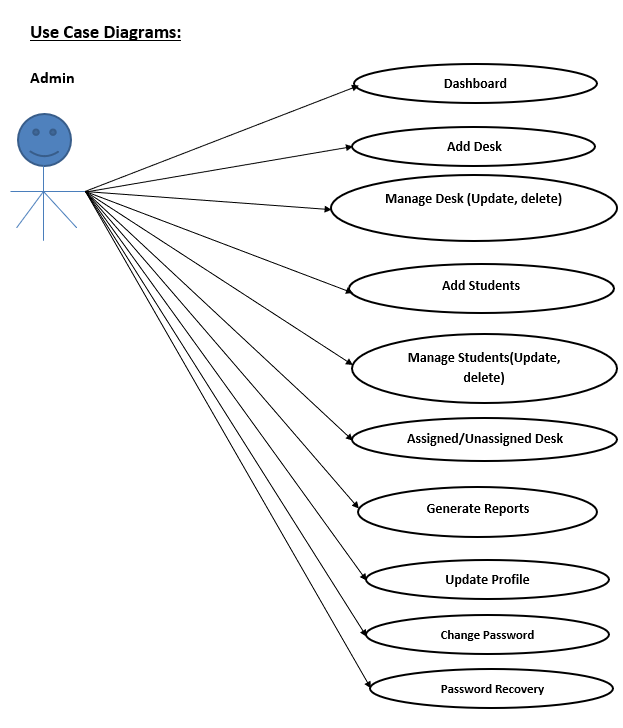 Use Case Diagrams:
Admin
Dashboard
Add Desk
Manage Desk (Update, delete)
Add Students
Manage Students(Update,
delete)
Assigned/Unassigned Desk
Generate Reports
Update Profile
Change Password
Password Recovery